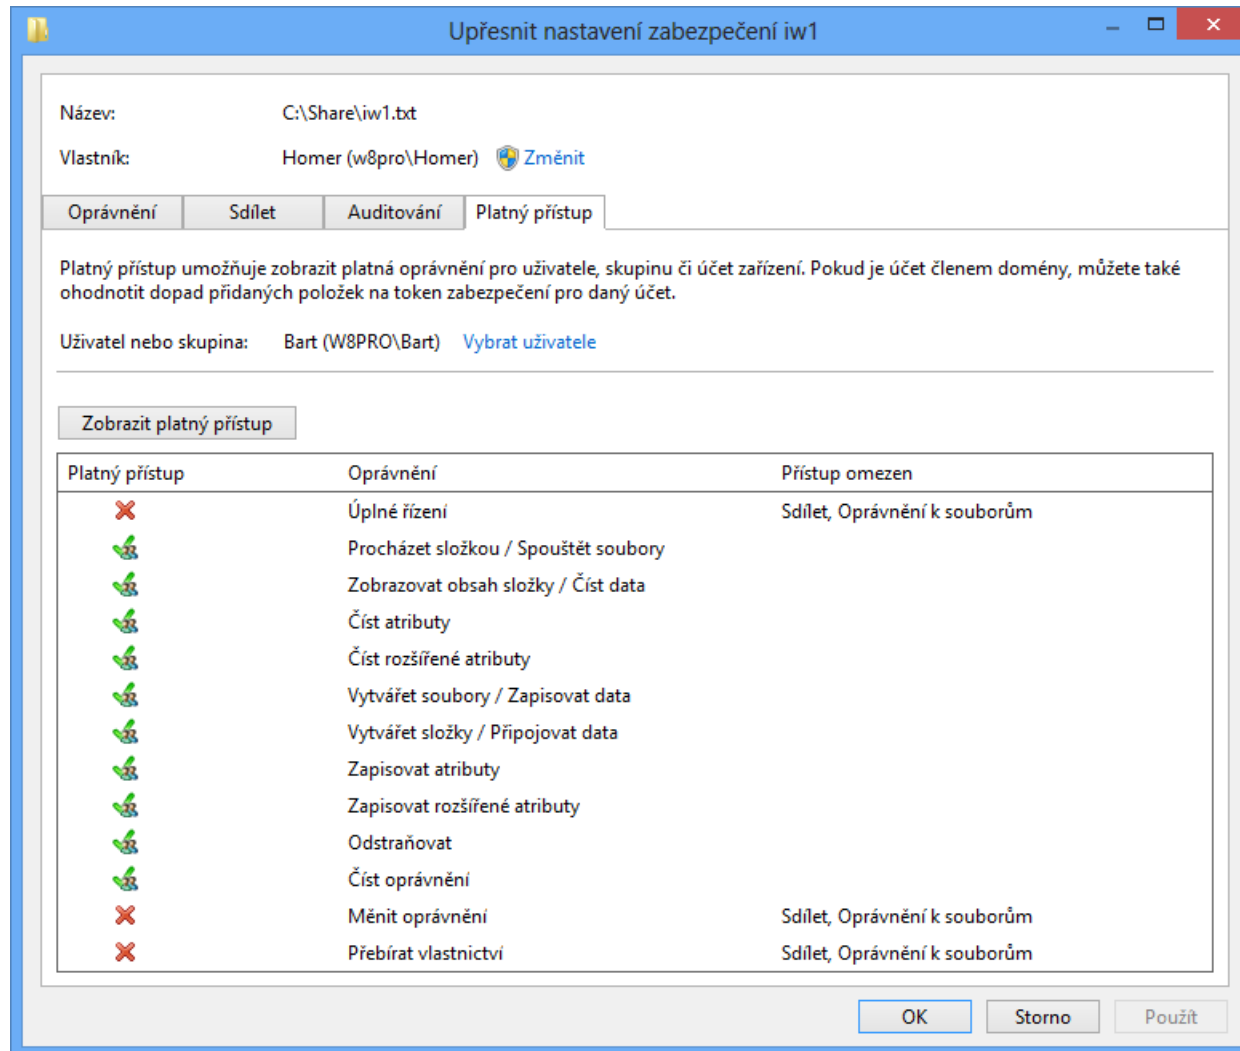 Upřesnit nastavení zabezpečení iw1
Název: C:\Share\iw1.txt
Vlastník: Homer (w8pro\Homer) Změnit
Oprávnění Sdílet Auditování Platný přístup
Platný přístup umožňuje zobrazit platná oprávnění pro uživatele, skupinu či účet zařízení. Pokud je účet členem domény, můžete také
ohodnotit dopad přidaných položek na token zabezpečení pro daný účet.
Uživatel nebo skupina: Bart (W8PRO\Bart) Vybrat uživatele
Zobrazit platný přístup
Platný přístup Oprávnění Přístup omezen
Úplné řízení Sdílet, Oprávnění k souborům
Procházet složkou / Spouštět soubory
Zobrazovat obsah složky / Číst data
Číst atributy
Číst rozšířené atributy
Vytvářet soubory / Zapisovat data
Vytvářet složky / Připojovat data
Zapisovat atributy
Zapisovat rozšířené atributy
Odstraňovat
Číst oprávnění
Měnit oprávnění Sdílet, Oprávnění k souborům
Přebírat vlastnictví Sdílet, Oprávnění k souborům
OK Storno Použít